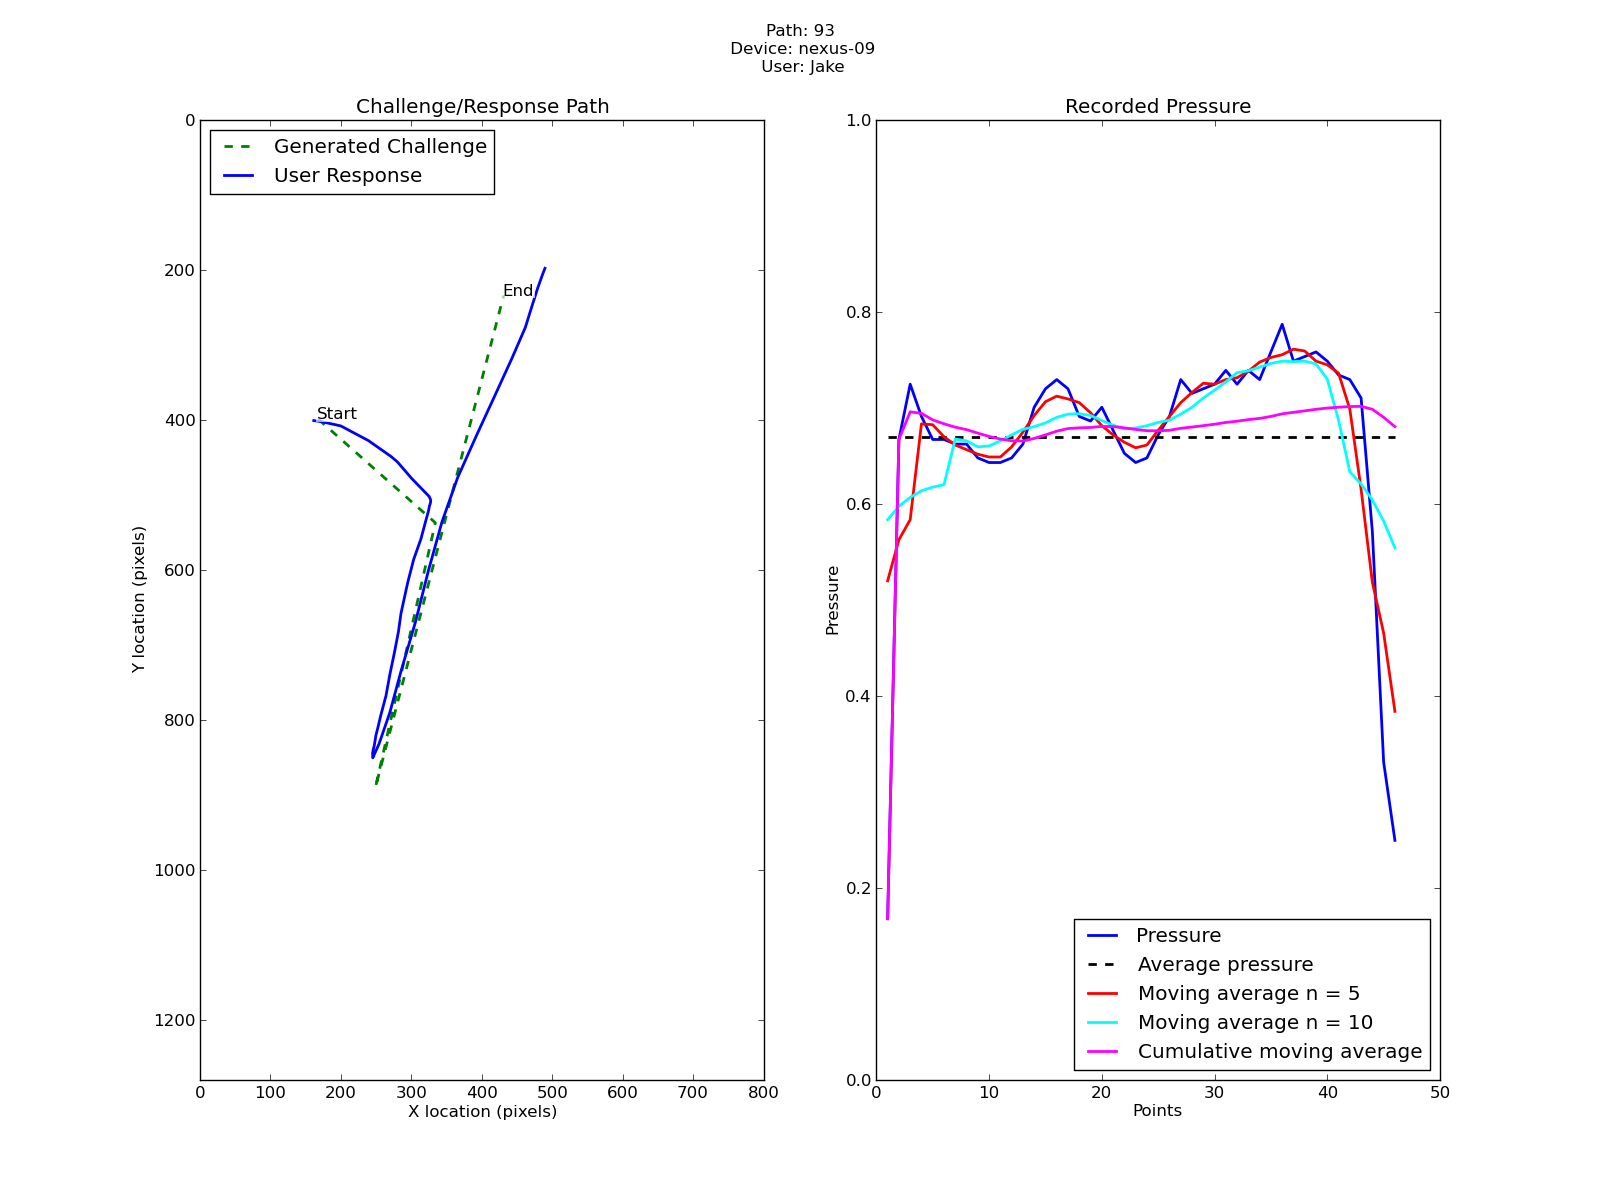 Path: 93
Device: nexus-09
User: Jake
Challenge/Response Path
Generated Challenge
User Response
Start
End
0
200
400
600
800
1000
1200
Y location (pixels)
0 100 200 300 400 500 600 700 800
X location (pixels)
Recorded Pressure
1.0
0.8
0.6
0.4
0.2
0.0
Pressure
Pressure
Average pressure
Moving average n = 5
Moving average n = 10
Cumulative moving average
0 10 20 30 40 50
Points